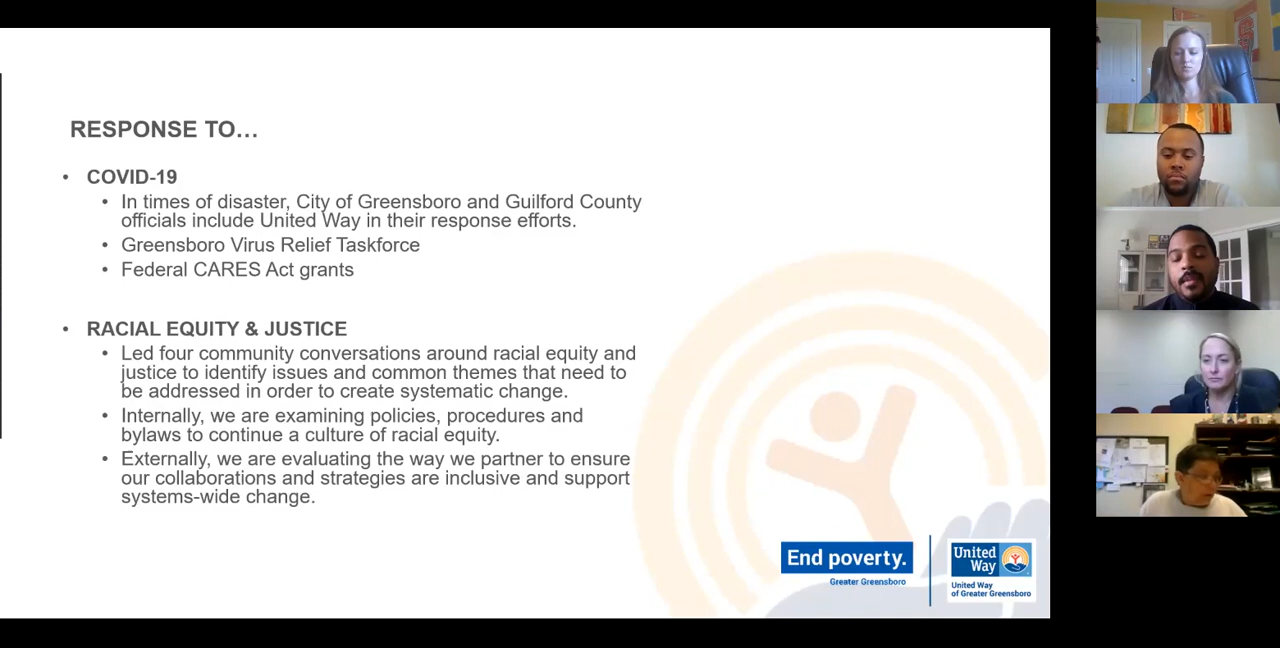 RESPONSE TO…
• COVID-19
• In times of disaster, City of Greensboro and Guilford County
officials include United Way in their response efforts.
• Greensboro Virus Relief Taskforce
• Federal CARES Act grants
• RACIAL EQUITY & JUSTICE
• Led four community conversations around racial equity and
justice to identify issues and common themes that need to
be addressed in order to create systematic change.
• Internally, we are examining policies, procedures and
bylaws to continue a culture of racial equity.
• Externally, we are evaluating the way we partner to ensure
our collaborations and strategies are inclusive and support
systems-wide change.
End poverty.
Greater Greensboro
United
Way
United Way
of Greater Greensboro